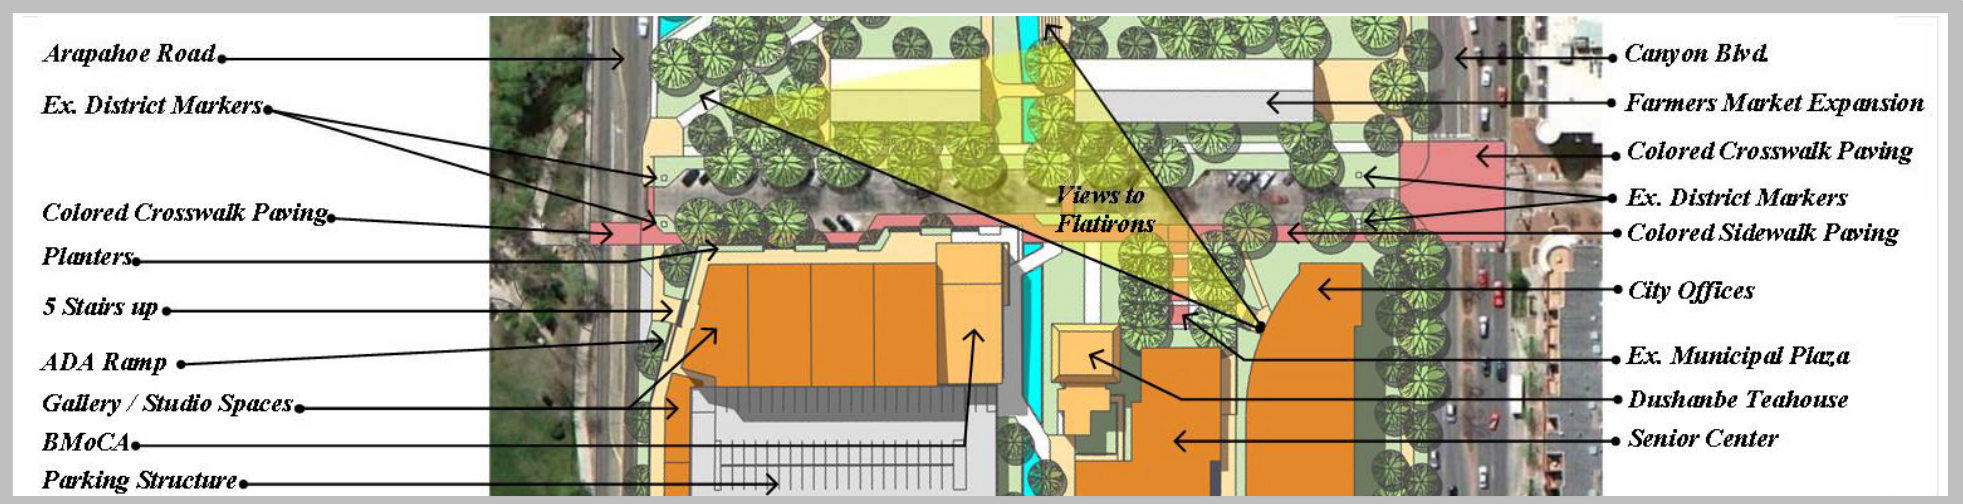 Arapahoe Road
Ex. District Markers
Colored Crosswalk Paving
Planters
5 Stairs up
ADA Ramp
Gallery / Studio Spaces
BMoCA
Parking Structure
Views to
Flatirons
Canyon Blvd.
Farmers Market Expansion
Colored Crosswalk Paving
Ex. District Markers
Colored Sidewalk Paving
City Offices
Ex. Municipal Plaza
Dushanbe Teahouse
Senior Center